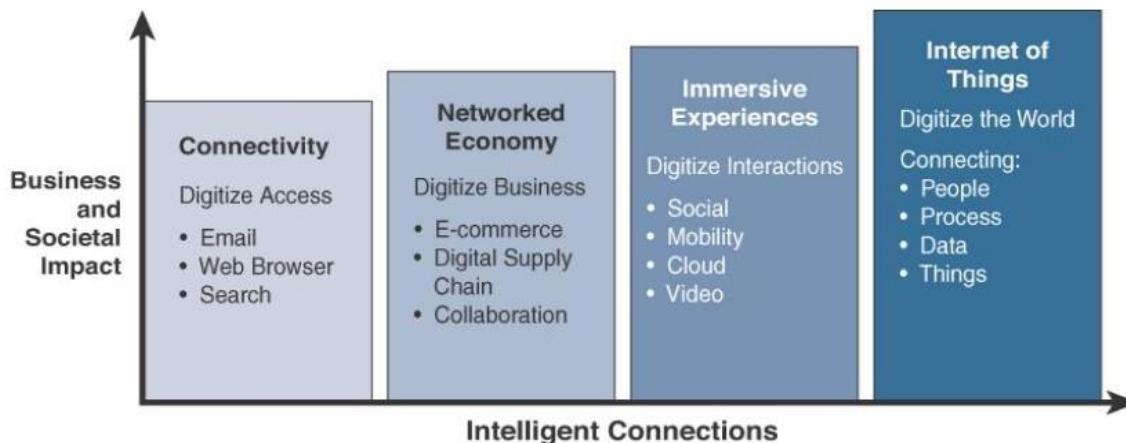 Business
and
Societal
Impact
Connectivity
Digitize Access
• Email
• Web Browser
• Search
Networked
Economy
Digitize Business
• E-commerce
• Digital Supply
Chain
• Collaboration
Immersive
Experiences
Digitize Interactions
• Social
• Mobility
• Cloud
• Video
Internet of
Things
Digitize the World
Connecting:
• People
• Process
• Data
• Things
Intelligent Connections